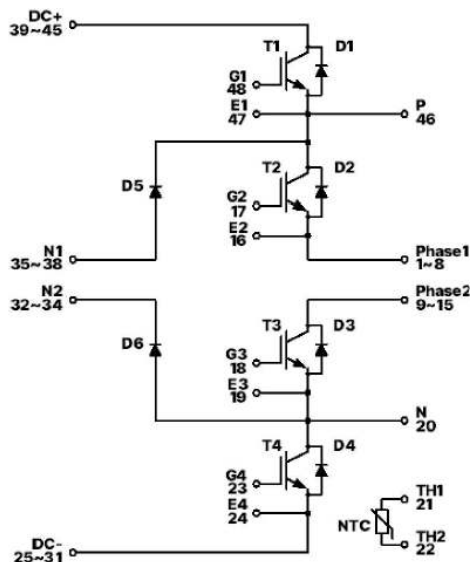 DC+
39~45
T1 D1
G1
48
E1
47
P
46
D5
T2 D2
G2
17
E2
16
N1
35~38
Phase1
1~8
N2
32~34
Phase2
9~15
D6
T3 D3
G3
18
E3
19
N
20
T4 D4
G4
23
E4
24
TH1
21
NTC
TH2
22
DC-
25~31